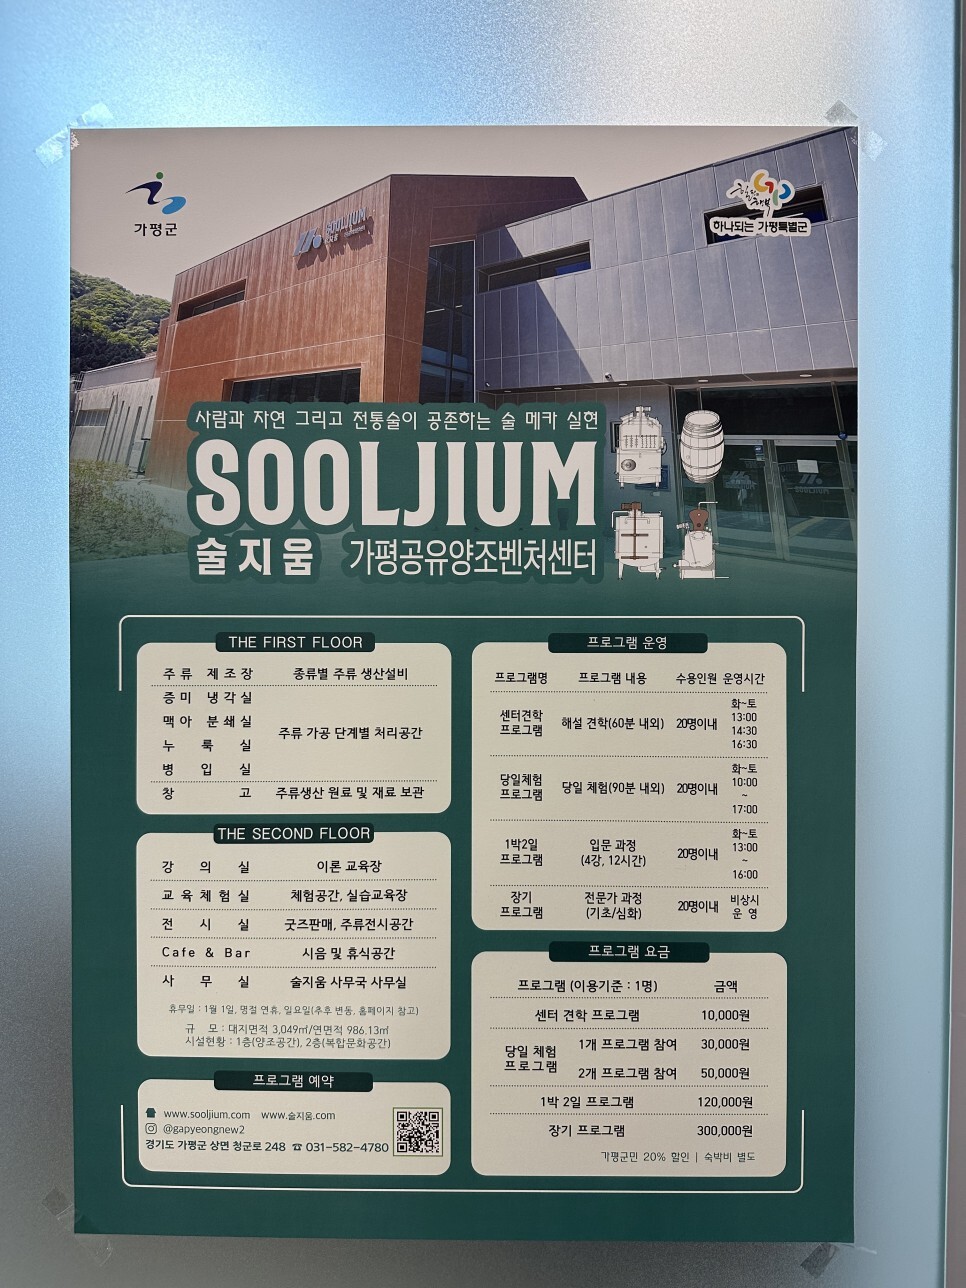 가평군
하나되는 가평특별군
SOOLJIUM
사람과 자연 그리고 전통술이 공존하는 술 메카 실현
SOOLJIUM
술지움 가평공유양조벤처센터
THE FIRST FLOOR
주류 제조장 종류별 주류 생산설비
증미 냉각실
맥아 분쇄실
누룩실
병입실
주류 가공 단계별 처리공간
창고 주류생산 원료 및 재료 보관
THE SECOND FLOOR
강의실 이론 교육장
교육체험실 체험공간, 실습교육장
전시실 굿즈판매, 주류전시공간
Cafe & Bar 시음 및 휴식공간
사무실 술지움 사무국 사무실
휴무일 : 1월 1일, 명절 연휴, 일요일(추후 변동, 홈페이지 참고)
규 모 : 대지면적 3,049㎡/연면적 986.13㎡
시설현황 : 1층(양조공간), 2층(복합문화공간)
프로그램 예약
www.sooljium.com www.술지움.com
@gapyeongnew2
경기도 가평군 상면 청군로 248 ☎ 031-582-4780
프로그램 운영
프로그램명 프로그램 내용 수용인원 운영시간
센터견학
프로그램
해설 견학(60분 내외) 20명이내
화~토
13:00
14:30
16:30
당일체험
프로그램
당일 체험(90분 내외) 20명이내
화~토
10:00
~
17:00
1박2일
프로그램
입문 과정
(4강, 12시간)
20명이내
화~토
13:00
~
16:00
장기
프로그램
전문가 과정
(기초/심화)
20명이내
비상시
운 영
프로그램 요금
프로그램 (이용기준 : 1명) 금액
센터 견학 프로그램 10,000원
당일 체험
프로그램
1개 프로그램 참여 30,000원
2개 프로그램 참여 50,000원
1박 2일 프로그램 120,000원
장기 프로그램 300,000원
가평군민 20% 할인 | 숙박비 별도